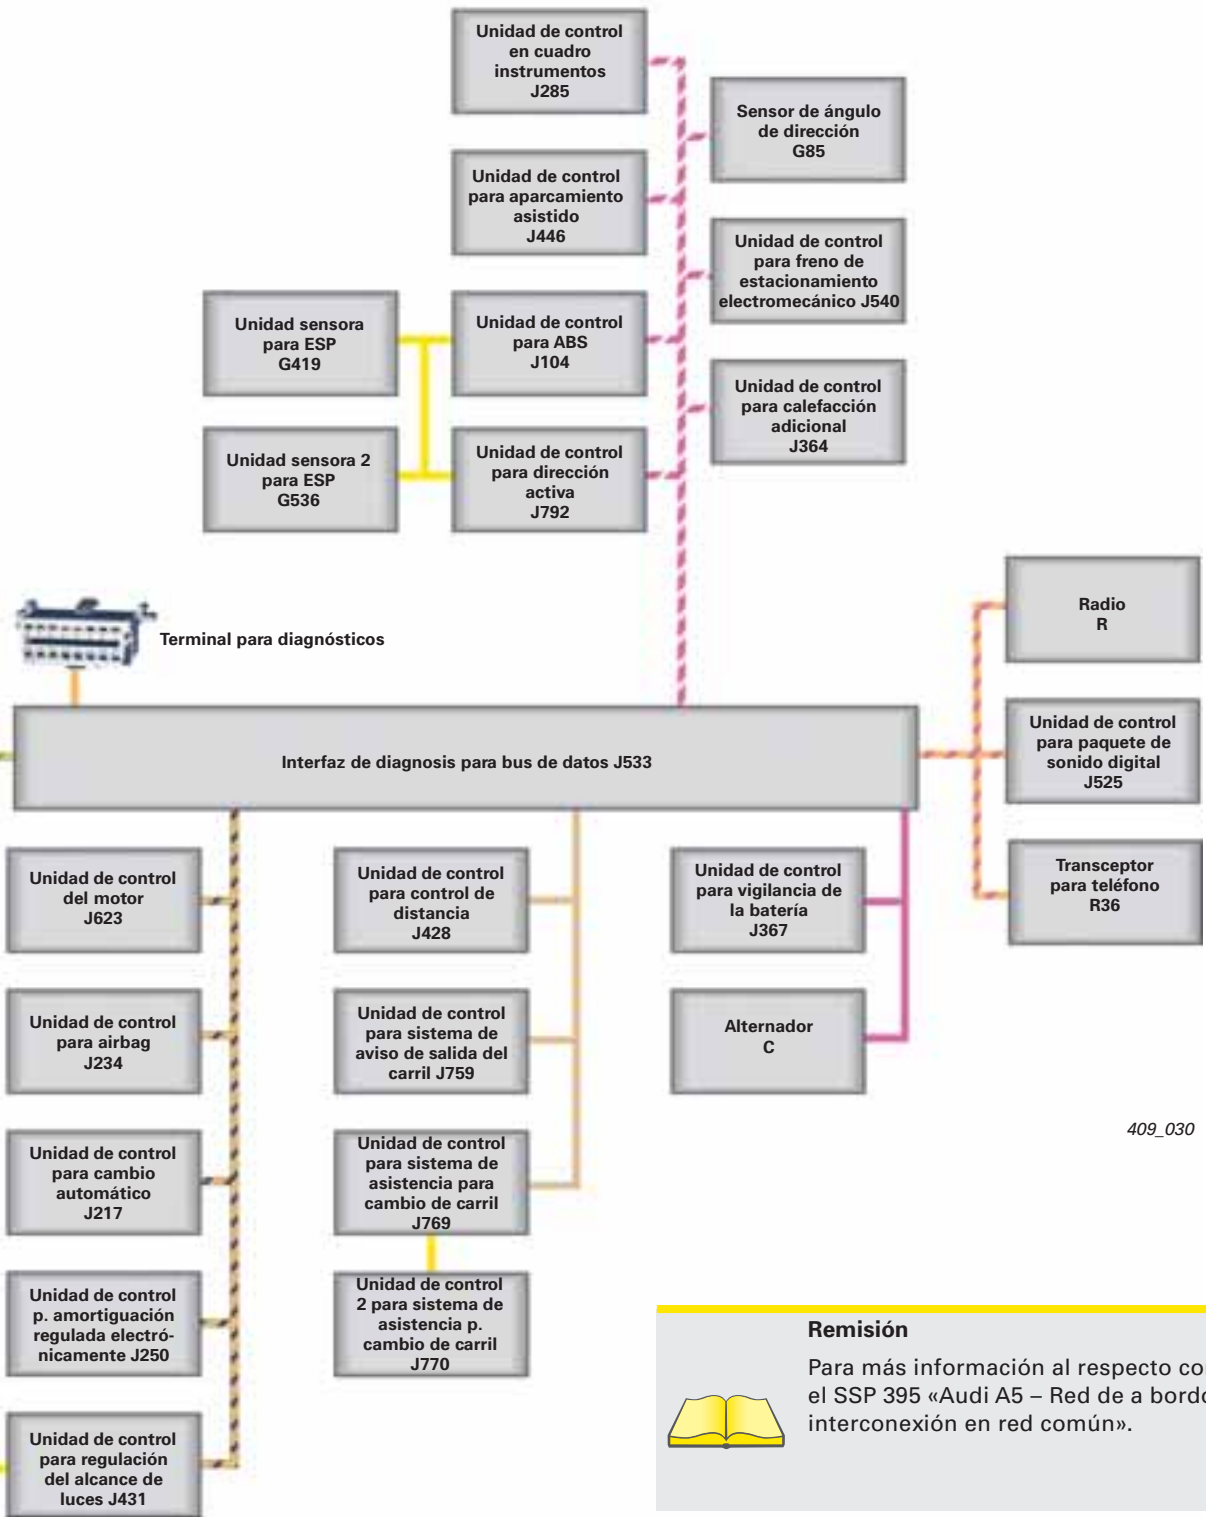 Unidad de control
en cuadro
instrumentos
J285
Sensor de ángulo
de dirección
G85
Unidad de control
para aparcamiento
asistido
J446
Unidad de control
para freno de
estacionamiento
electromecánico J540
Unidad sensora
para ESP
G419
Unidad de control
para ABS
J104
Unidad de control
para calefacción
adicional
J364
Unidad sensora 2
para ESP
G536
Unidad de control
para dirección
activa
J792
Terminal para diagnósticos
Radio
R
Unidad de control
para paquete de
sonido digital
J525
Transceptor
para teléfono
R36
Interfaz de diagnosis para bus de datos J533
Unidad de control
del motor
J623
Unidad de control
para airbag
J234
Unidad de control
para cambio
automático
J217
Unidad de control
p. amortiguación
regulada electró-
nicamente J250
Unidad de control
para regulación
del alcance de
luces J431
Unidad de control
para control de
distancia
J428
Unidad de control
para sistema de
aviso de salida del
carril J759
Unidad de control
para sistema de
asistencia para
cambio de carril
J769
Unidad de control
2 para sistema de
asistencia p.
cambio de carril
J770
Unidad de control
para vigilancia de
la batería
J367
Alternador
C
409_030
Remisión
Para más información al respecto co
el SSP 395 «Audi A5 – Red de a bordo
interconexión en red común».